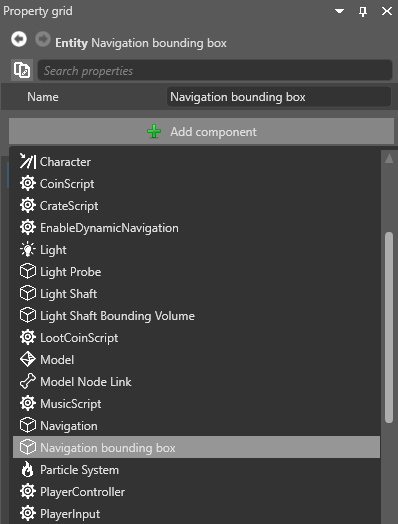 Property grid
Entity Navigation bounding box
Search properties
Name Navigation bounding box
Add component
Character
CoinScript
CrateScript
EnableDynamicNavigation
Light
Light Probe
Light Shaft
Light Shaft Bounding Volume
LootCoinScript
Model
Model Node Link
MusicScript
Navigation
Navigation bounding box
Particle System
PlayerController
PlayerInput